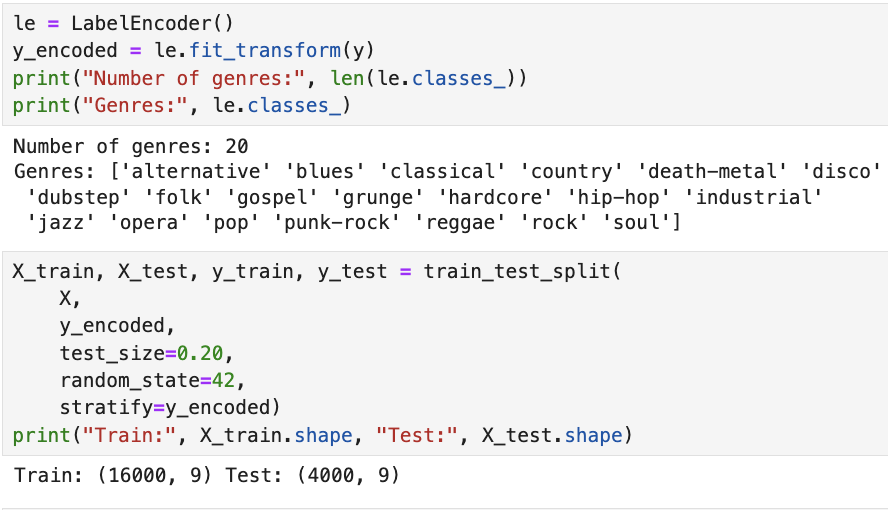 le = LabelEncoder()
y_encoded = le.fit_transform(y)
print("Number of genres:", len(le.classes_))
print("Genres:", le.classes_)
Number of genres: 20
Genres: ['alternative' 'blues' 'classical' 'country' 'death-metal' 'disco'
 'dubstep' 'folk' 'gospel' 'grunge' 'hardcore' 'hip-hop' 'industrial'
 'jazz' 'opera' 'pop' 'punk-rock' 'reggae' 'rock' 'soul']
X_train, X_test, y_train, y_test = train_test_split(
    X,
    y_encoded,
    test_size=0.20,
    random_state=42,
    stratify=y_encoded)
print("Train:", X_train.shape, "Test:", X_test.shape)
Train: (16000, 9) Test: (4000, 9)